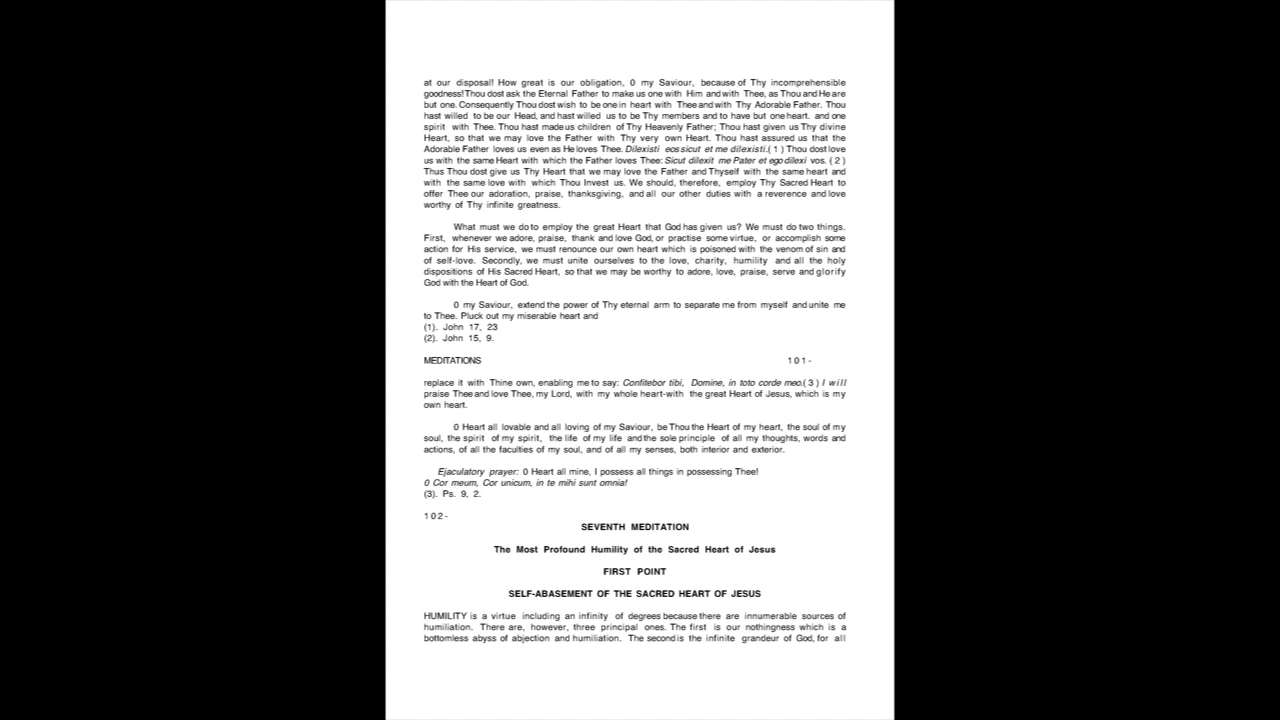 at our disposal! How great is our obligation, 0 my Saviour, because of Thy incomprehensible
goodness!Thou dost ask the Eternal Father to make us one with Him and with Thee, as Thou and He are
but one. Consequently Thou dost wish to be one in heart with Thee and with Thy Adorable Father. Thou
hast willed to be our Head, and hast willed us to be Thy members and to have but one heart. and one
spirit with Thee. Thou hast made us children of Thy Heavenly Father; Thou hast given us Thy divine
Heart, so that we may love the Father with Thy very own Heart. Thou hast assured us that the
Adorable Father loves us even as He loves Thee. Dilexisti eos sicut et me dilexisti.( 1 ) Thou dost love
us with the same Heart with which the Father loves Thee: Sicut dilexit me Pater et ego dilexi vos. ( 2 )
Thus Thou dost give us Thy Heart that we may love the Father and Thyself with the same heart and
with the same love with which Thou Invest us. We should, therefore, employ Thy Sacred Heart to
offer Thee our adoration, praise, thanksgiving, and all our other duties with a reverence and love
worthy of Thy infinite greatness.
What must we do to employ the great Heart that God has given us? We must do two things.
First, whenever we adore, praise, thank and love God, or practise some virtue, or accomplish some
action for His service, we must renounce our own heart which is poisoned with the venom of sin and
of self-love. Secondly, we must unite ourselves to the love, charity, humility and all the holy
dispositions of His Sacred Heart, so that we may be worthy to adore, love, praise, serve and glorify
God with the Heart of God.
0 my Saviour, extend the power of Thy eternal arm to separate me from myself and unite me
to Thee. Pluck out my miserable heart and
(1). John 17, 23
(2). John 15, 9.
MEDITATIONS 101-
replace it with Thine own, enabling me to say: Confitebor tibi, Domine, in toto corde meo.( 3 ) I will
praise Thee and love Thee, my Lord, with my whole heart-with the great Heart of Jesus, which is my
own heart.
0 Heart all lovable and all loving of my Saviour, be Thou the Heart of my heart, the soul of my
soul, the spirit of my spirit, the life of my life and the sole principle of all my thoughts, words and
actions, of all the faculties of my soul, and of all my senses, both interior and exterior.
Ejaculatory prayer: 0 Heart all mine, I possess all things in possessing Thee!
0 Cor meum, Cor unicum, in te mihi sunt omnia!
(3). Ps. 9, 2.
102-
SEVENTH MEDITATION
The Most Profound Humility of the Sacred Heart of Jesus
FIRST POINT
SELF-ABASEMENT OF THE SACRED HEART OF JESUS
HUMILITY is a virtue including an infinity of degrees because there are innumerable sources of
humiliation. There are, however, three principal ones. The first is our nothingness which is a
bottomless abyss of abjection and humiliation. The second is the infinite grandeur of God, for all